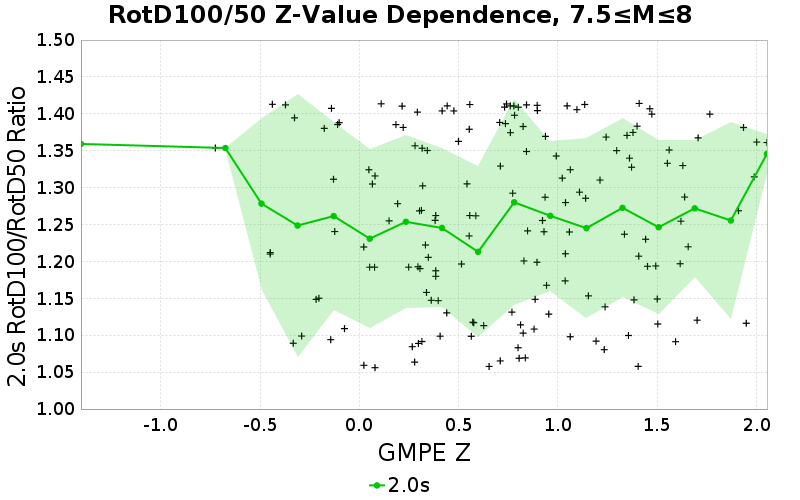 RotD100/50 Z-Value Dependence, 7.5≤M≤8
2.0s RotD100/RotD50 Ratio
1.50
1.45
1.40
1.35
1.30
1.25
1.20
1.15
1.10
1.05
1.00
-1.0 -0.5 0.0 0.5 1.0 1.5 2.0
GMPE Z
2.0s